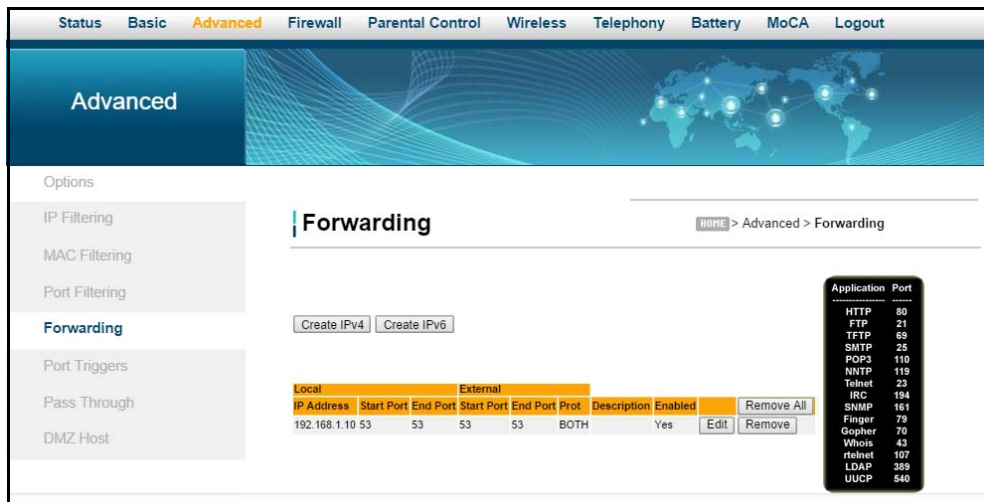 Status Basic Advanced Firewall Parental Control Wireless Telephony Battery MoCA Logout
Advanced
Options
IP Filtering
MAC Filtering
Port Filtering
Forwarding
Port Triggers
Pass Through
DMZ Host
Forwarding
HOME > Advanced > Forwarding
Create IPv4 Create IPv6
Local External
IP Address Start Port End Port Start Port End Port Prot Description Enabled Remove All
192.168.1.10 53 53 53 53 BOTH Yes Edit Remove
Application Port
--------------- ------
HTTP 80
FTP 21
TFTP 69
SMTP 25
POP3 110
NNTP 119
Telnet 23
IRC 194
SNMP 161
Finger 79
Gopher 70
Whois 43
rtelnet 107
LDAP 389
UUCP 540